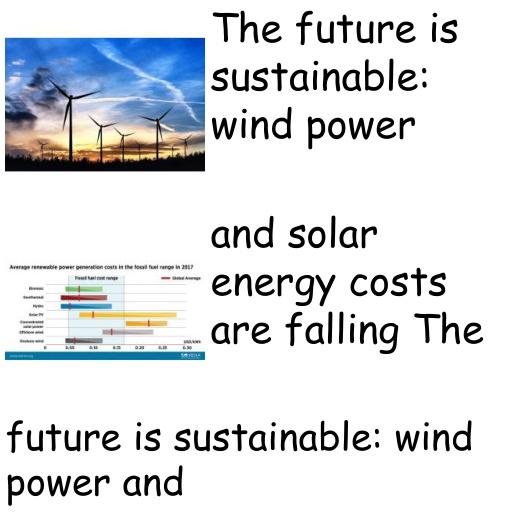 The future is
sustainable:
wind power
and solar
energy costs
are falling The
Average renewable power generation costs in the fossil fuel range in 2017
Fossil fuel cost range
Global Average
Biomass
Geothermal
Hydro
Solar PV
Concentrated
solar power
Offshore wind
Onshore wind
USD/kWh
0 0.05 0.10 0.15 0.20 0.25 0.30
future is sustainable: wind
power and